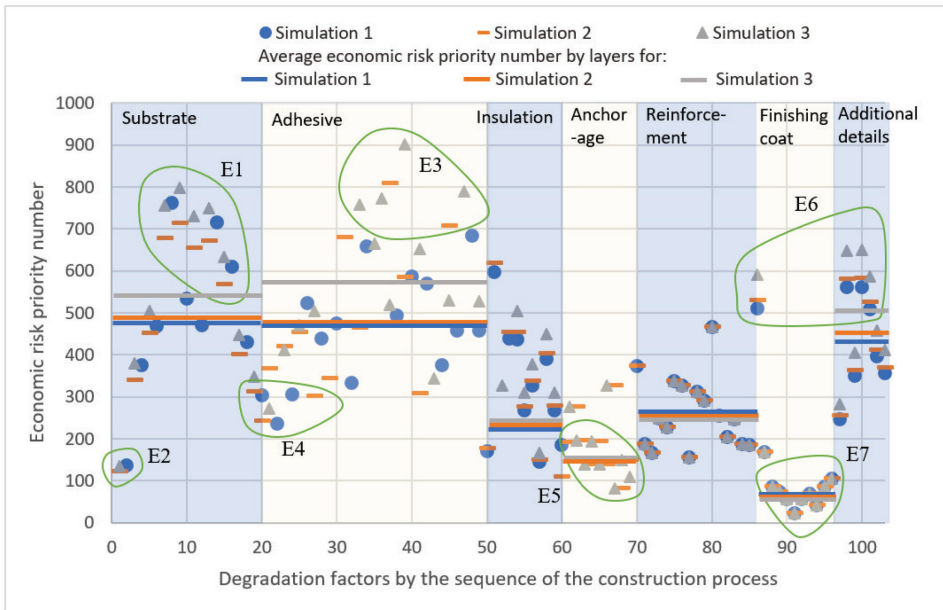 Simulation 1 Simulation 2 Simulation 3
Average economic risk priority number by layers for:
Simulation 1 Simulation 2 Simulation 3
Economic risk priority number
1000
900
800
700
600
500
400
300
200
100
0
Substrate
Adhesive
Insulation
Anchor
-age
Reinforce-
ment
Finishing
coat
Additional
details
E1
E2
E3
E4
E5
E6
E7
0 10 20 30 40 50 60 70 80 90 100
Degradation factors by the sequence of the construction process